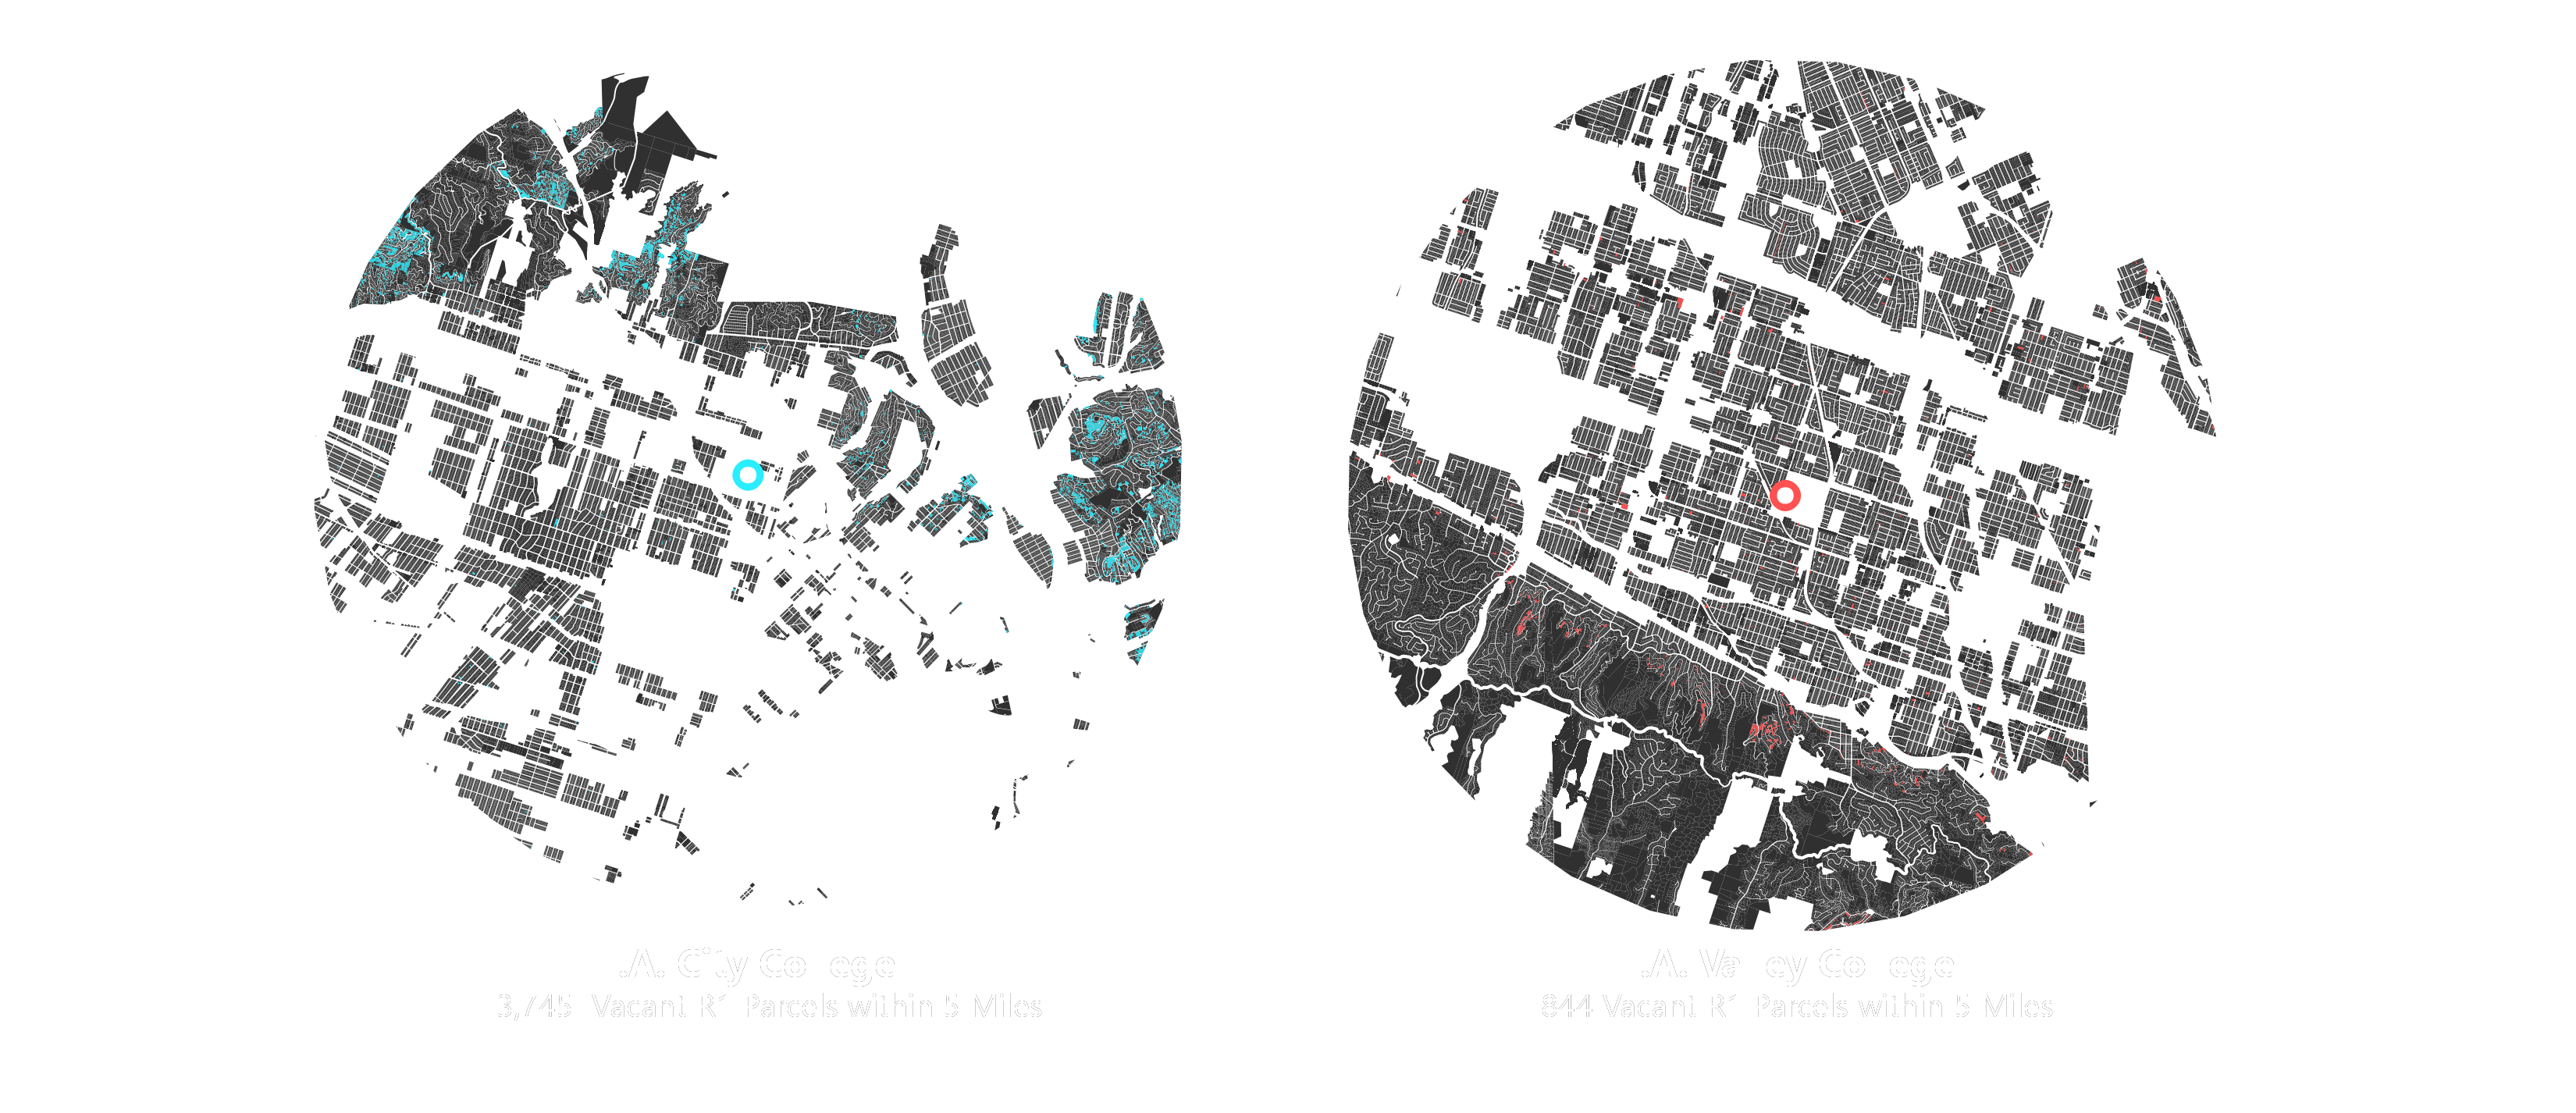 L.A. City College
3,745 Vacant R1 Parcels within 5 Miles
L.A. Valley College
844 Vacant R1 Parcels within 5 Miles